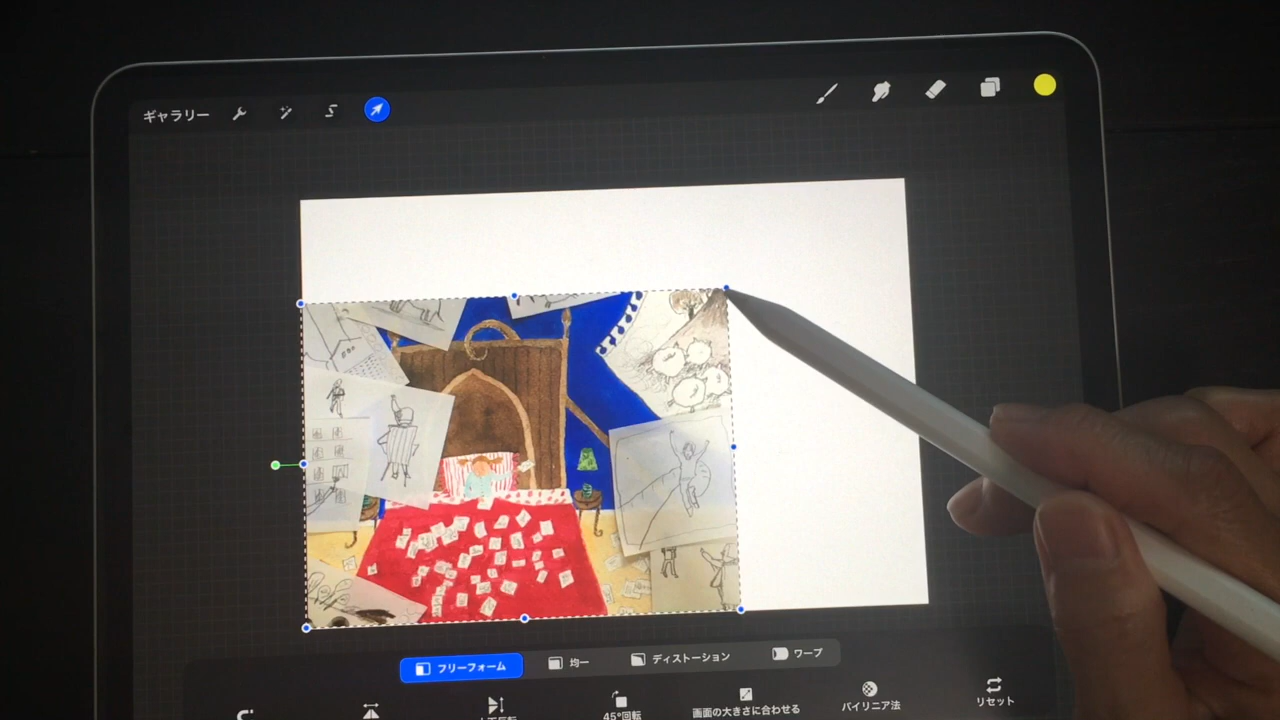 ギャラリー
フリーフォーム
均一
ディストーション
ワープ
45°回転
画面の大きさに合わせる
バイリニア法
リセット